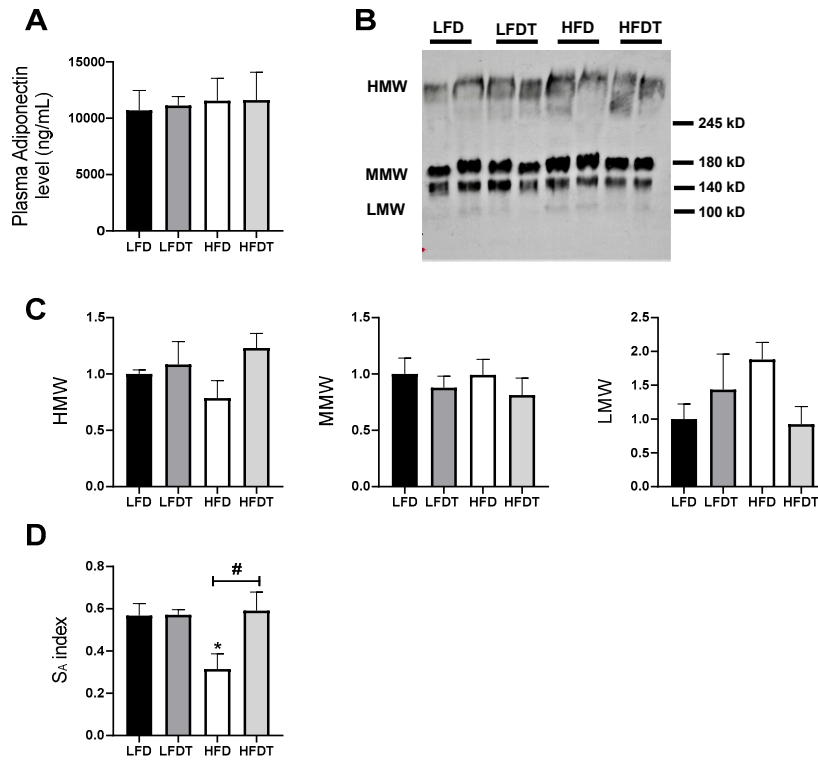 A
Plasma Adiponectin
level (ng/mL)
15000
10000
5000
0
LFD LFDT HFD HFDT
B
LFD LFDT HFD HFDT
HMW
MMW
LMW
245 kD
180 kD
140 kD
100 kD
C
HMW
1.5
1.0
0.5
0.0
LFD LFDT HFD HFDT
MMW
1.5
1.0
0.5
0.0
LFD LFDT HFD HFDT
LMW
2.5
2.0
1.5
1.0
0.5
0.0
LFD LFDT HFD HFDT
D
SA index
0.8
0.6
0.4
0.2
0.0
#
*
LFD LFDT HFD HFDT